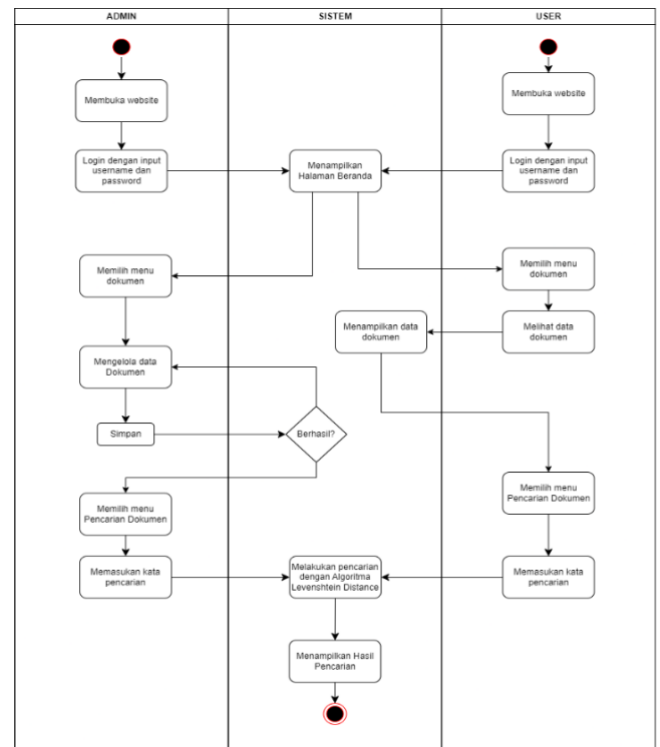 ADMIN
SISTEM
USER
Membuka website
Membuka website
Login dengan input
username dan
password
Menampilkan
Halaman Beranda
Login dengan input
username dan
password
Memilih menu
dokumen
Memilih menu
dokumen
Menampilkan data
dokumen
Melihat data
dokumen
Mengelola data
Dokumen
Simpan
Berhasil?
Memilih menu
Pencarian Dokumen
Memilih menu
Pencarian Dokumen
Memasukan kata
pencarian
Melakukan pencarian
dengan Algoritma
Levenshtein Distance
Memasukan kata
pencarian
Menampilkan Hasil
Pencarian